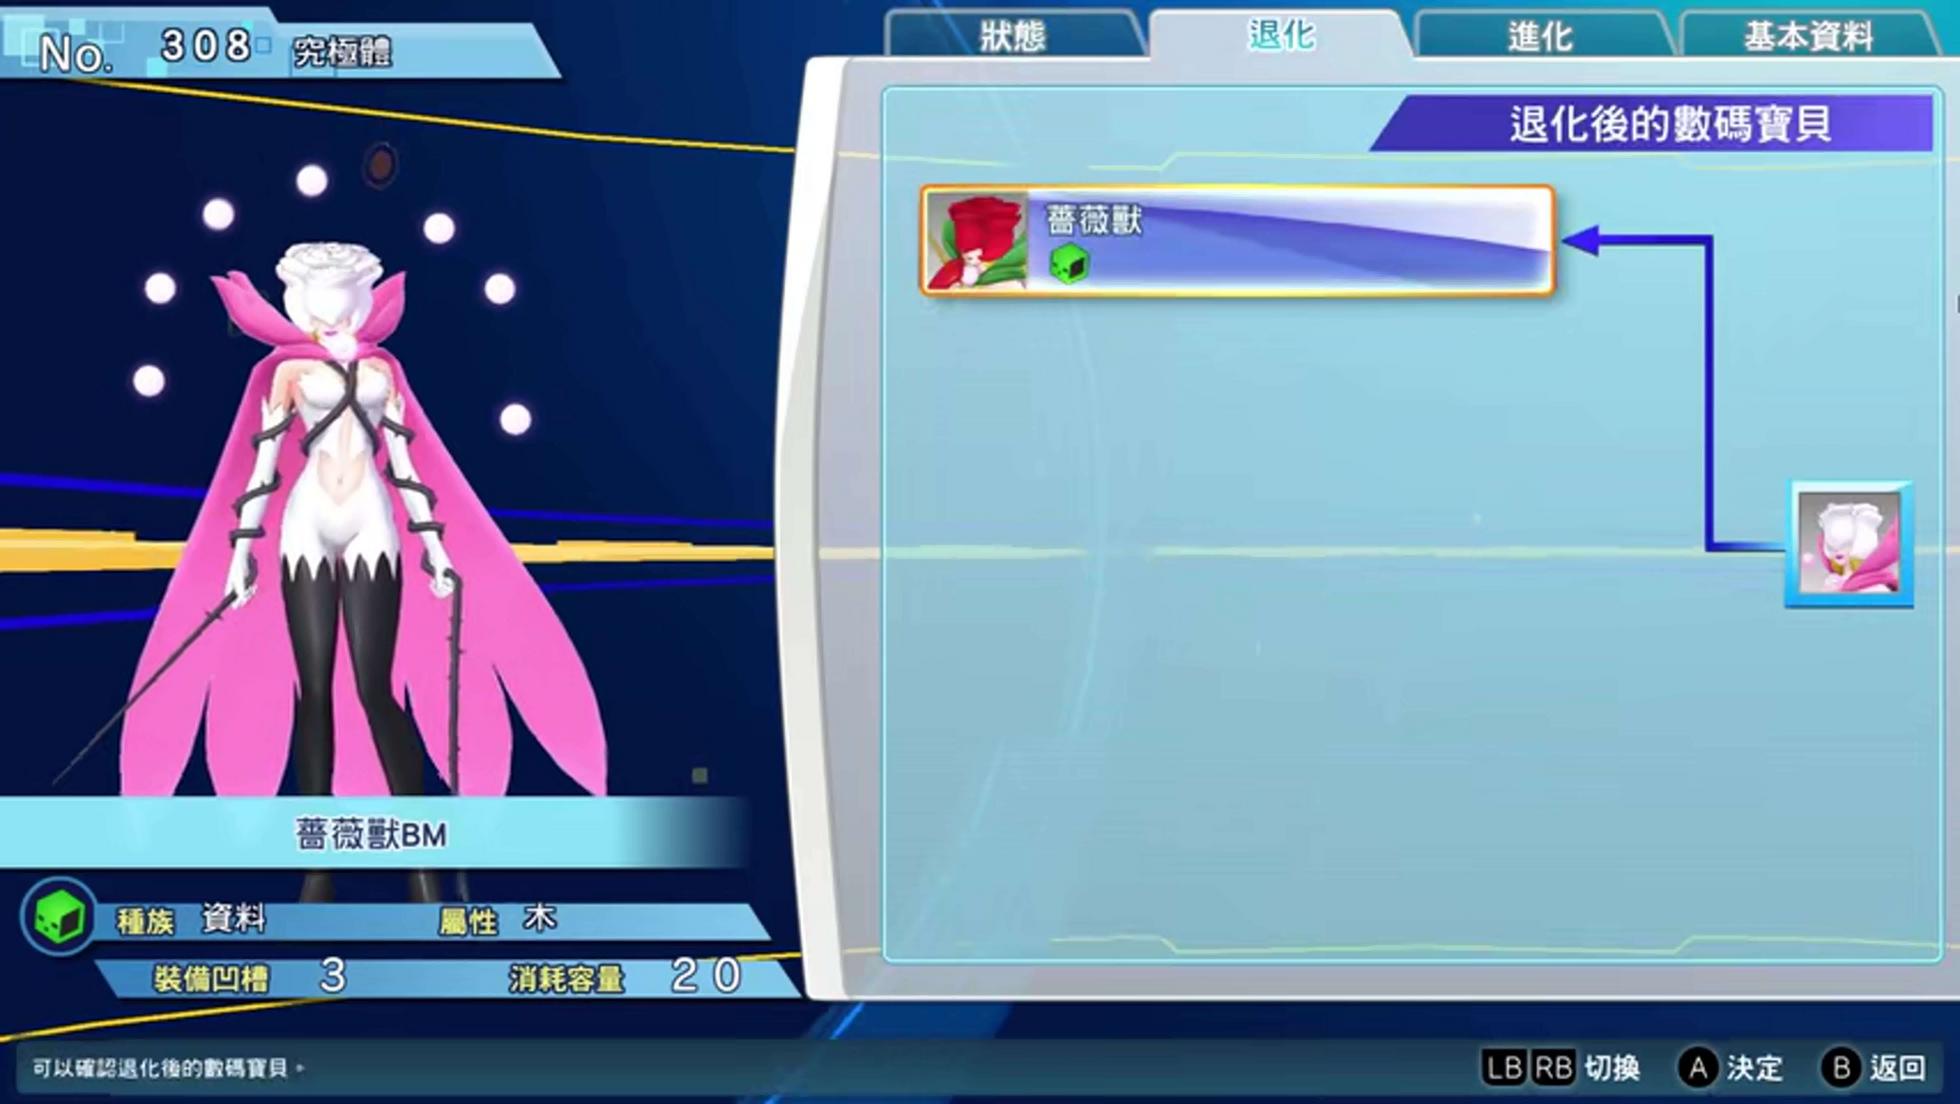 No. 308 究極體
狀態 退化 進化 基本資料
退化後的數碼寶貝
薔薇獸
薔薇獸BM
種族 資料 屬性 木
裝備凹槽 3 消耗容量 20
可以確認退化後的數碼寶貝。
LB RB 切換 A 決定 B 返回